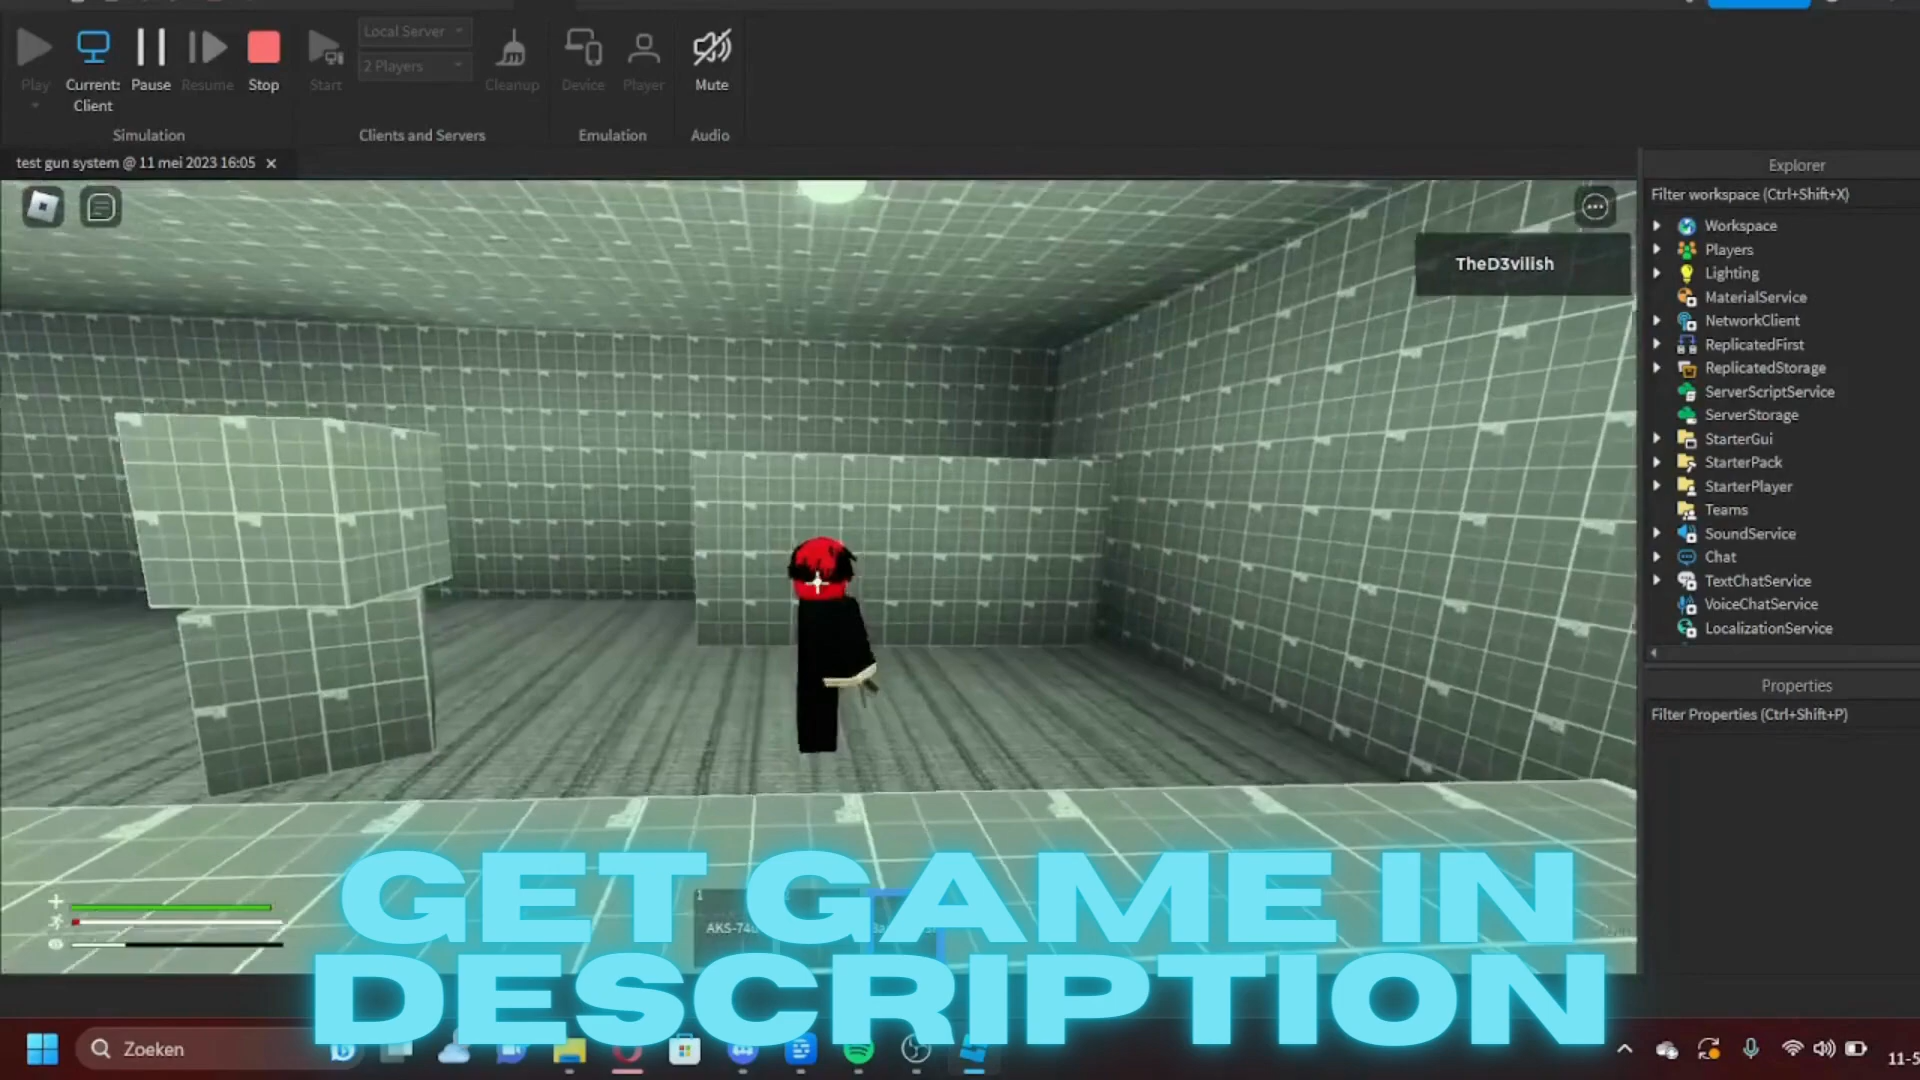 Local Server
2 Players
Play
Current:
Client
Pause
Resume
Stop
Start
Cleanup
Device
Player
Mute
Simulation
Clients and Servers
Emulation
Audio
test gun system @ 11 mei 2023 16:05
Explorer
Filter workspace (Ctrl+Shift+X)
TheD3vilish
Workspace
Players
Lighting
MaterialService
NetworkClient
ReplicatedFirst
ReplicatedStorage
ServerScriptService
ServerStorage
StarterGui
StarterPack
StarterPlayer
Teams
SoundService
Chat
TextChatService
VoiceChatService
LocalizationService
Properties
Filter Properties (Ctrl+Shift+P)
1
GET GAME IN
DESCRIPTION
Zoeken
11-5